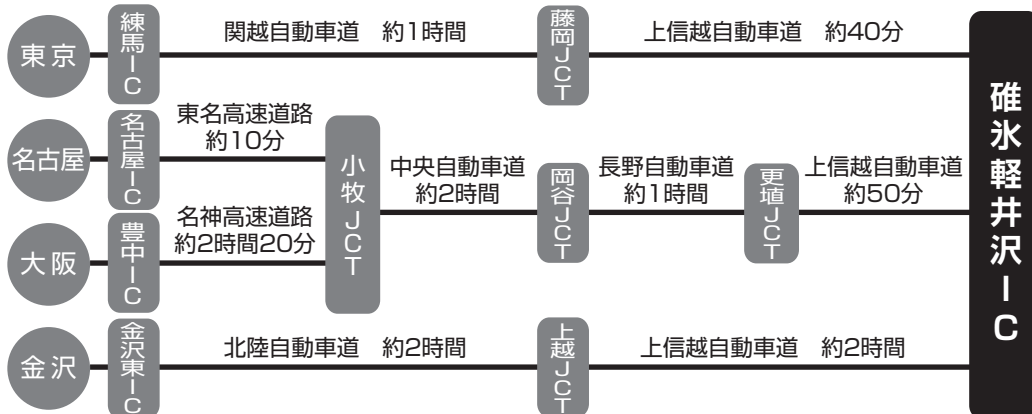 東京
練馬IC
関越自動車道 約1時間
藤岡JCT
上信越自動車道 約40分
名古屋
名古屋IC
東名高速道路
約10分
大阪
豊中IC
名神高速道路
約2時間20分
小牧JCT
中央自動車道
約2時間
岡谷JCT
長野自動車道
約1時間
更埴JCT
上信越自動車道
約50分
金沢
金沢東IC
北陸自動車道 約2時間
上越JCT
上信越自動車道 約2時間
碓氷軽井沢IC